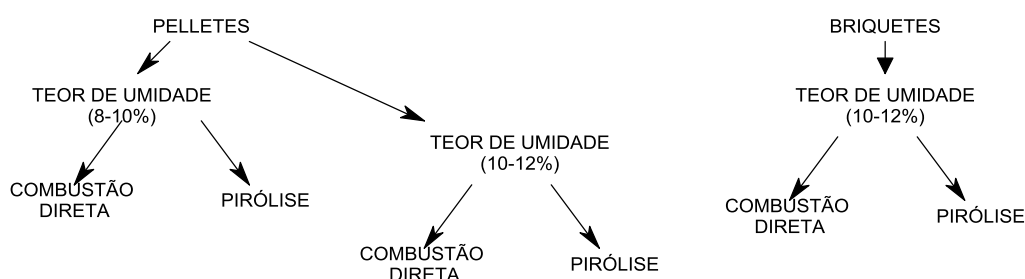 PELLETES
BRIQUETES
TEOR DE UMIDADE
(8-10%)
TEOR DE UMIDADE
(10-12%)
TEOR DE UMIDADE
(10-12%)
COMBUSTÃO
DIRETA
PIRÓLISE
COMBUSTÃO
DIRETA
PIRÓLISE
COMBUSTÃO
DIRETA
PIRÓLISE